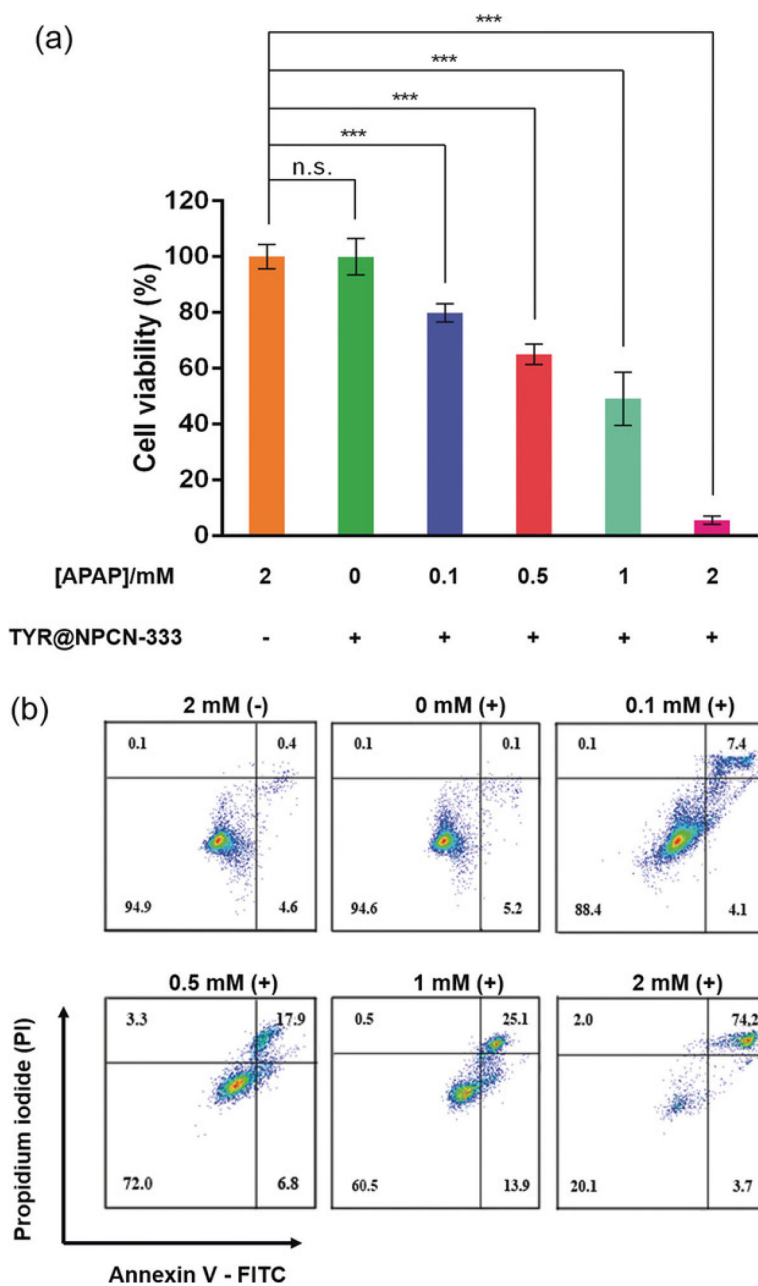 (a)
***
***
***
***
n.s.
120
100
80
60
40
20
0
Cell viability (%)
[APAP]/mM 2 0 0.1 0.5 1 2
TYR@NPCN-333 - + + + + +
(b)
2 mM (-) 0 mM (+) 0.1 mM (+)
0.1 0.4 0.1 0.1 0.1 7.4
94.9 4.6 94.6 5.2 88.4 4.1
0.5 mM (+) 1 mM (+) 2 mM (+)
3.3 17.9 0.5 25.1 2.0 74,2
72.0 6.8 60.5 13.9 20.1 3.7
Propidium iodide (PI)
Annexin V - FITC